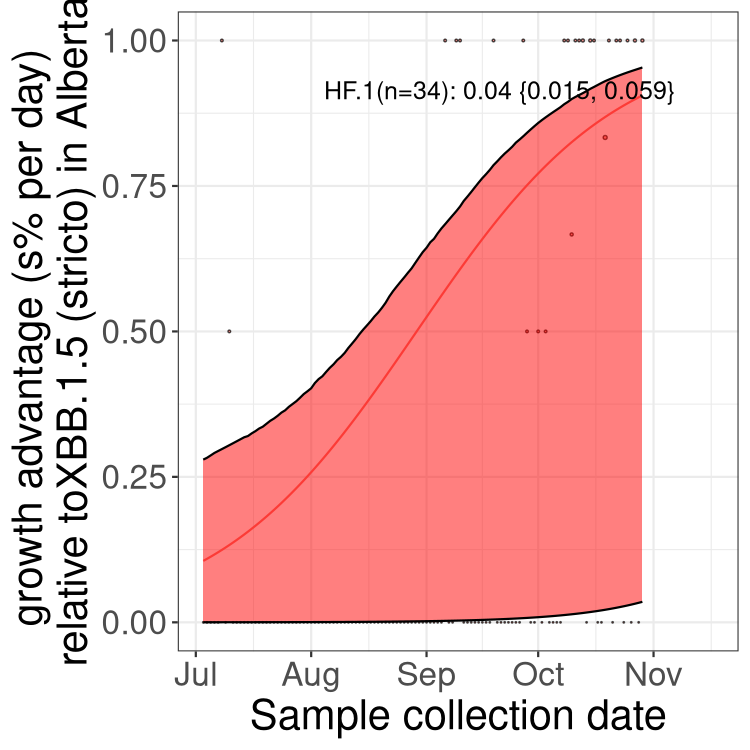 growth advantage (s% per day)
relative toXBB.1.5 (stricto) in Alberta
1.00
0.75
0.50
0.25
0.00
HF.1(n=34): 0.04 {0.015, 0.059}
Jul Aug Sep Oct Nov
Sample collection date